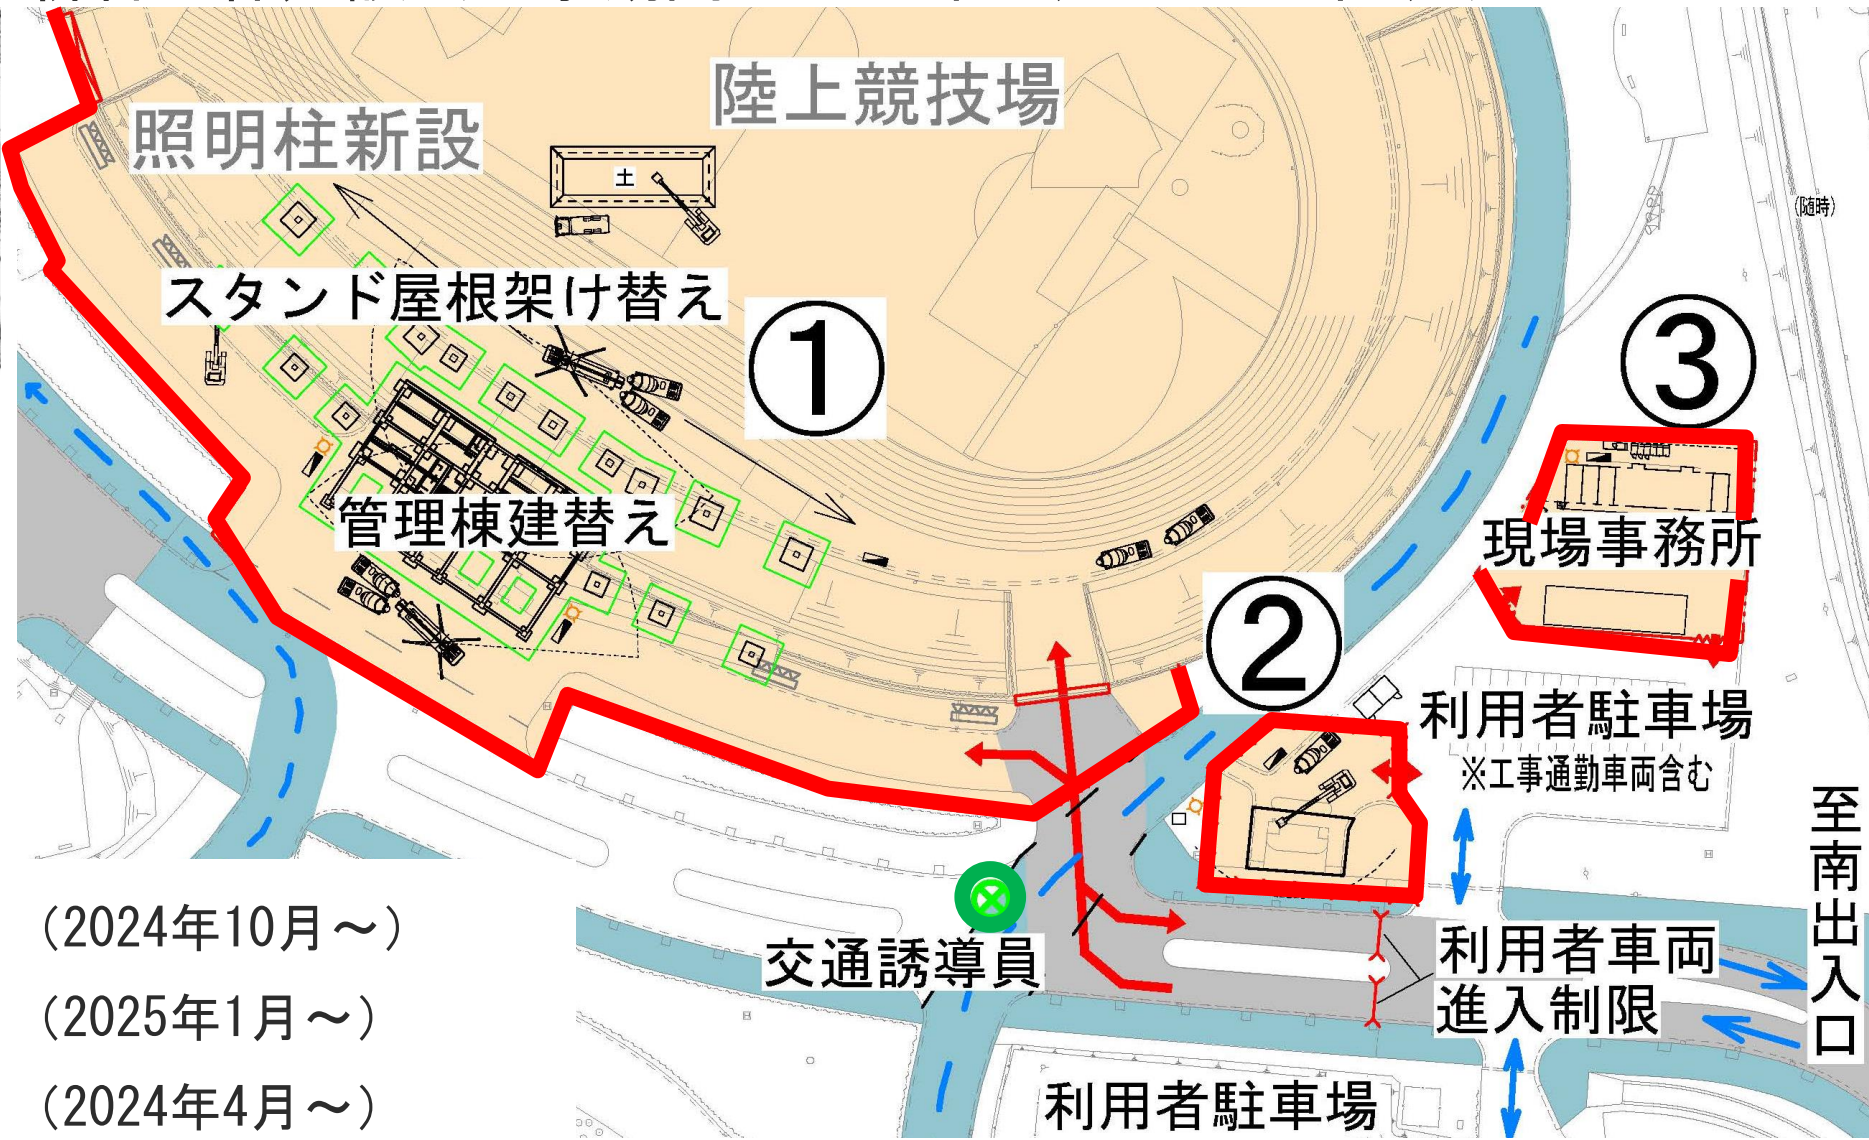 陸上競技場
照明柱新設
土
(随時)
スタンド屋根架け替え
①
③
管理棟建替え
現場事務所
②
利用者駐車場
※工事通勤車両含む
至南出入口
(2024年10月～)
交通誘導員
利用者車両
進入制限
(2025年1月～)
(2024年4月～)
利用者駐車場